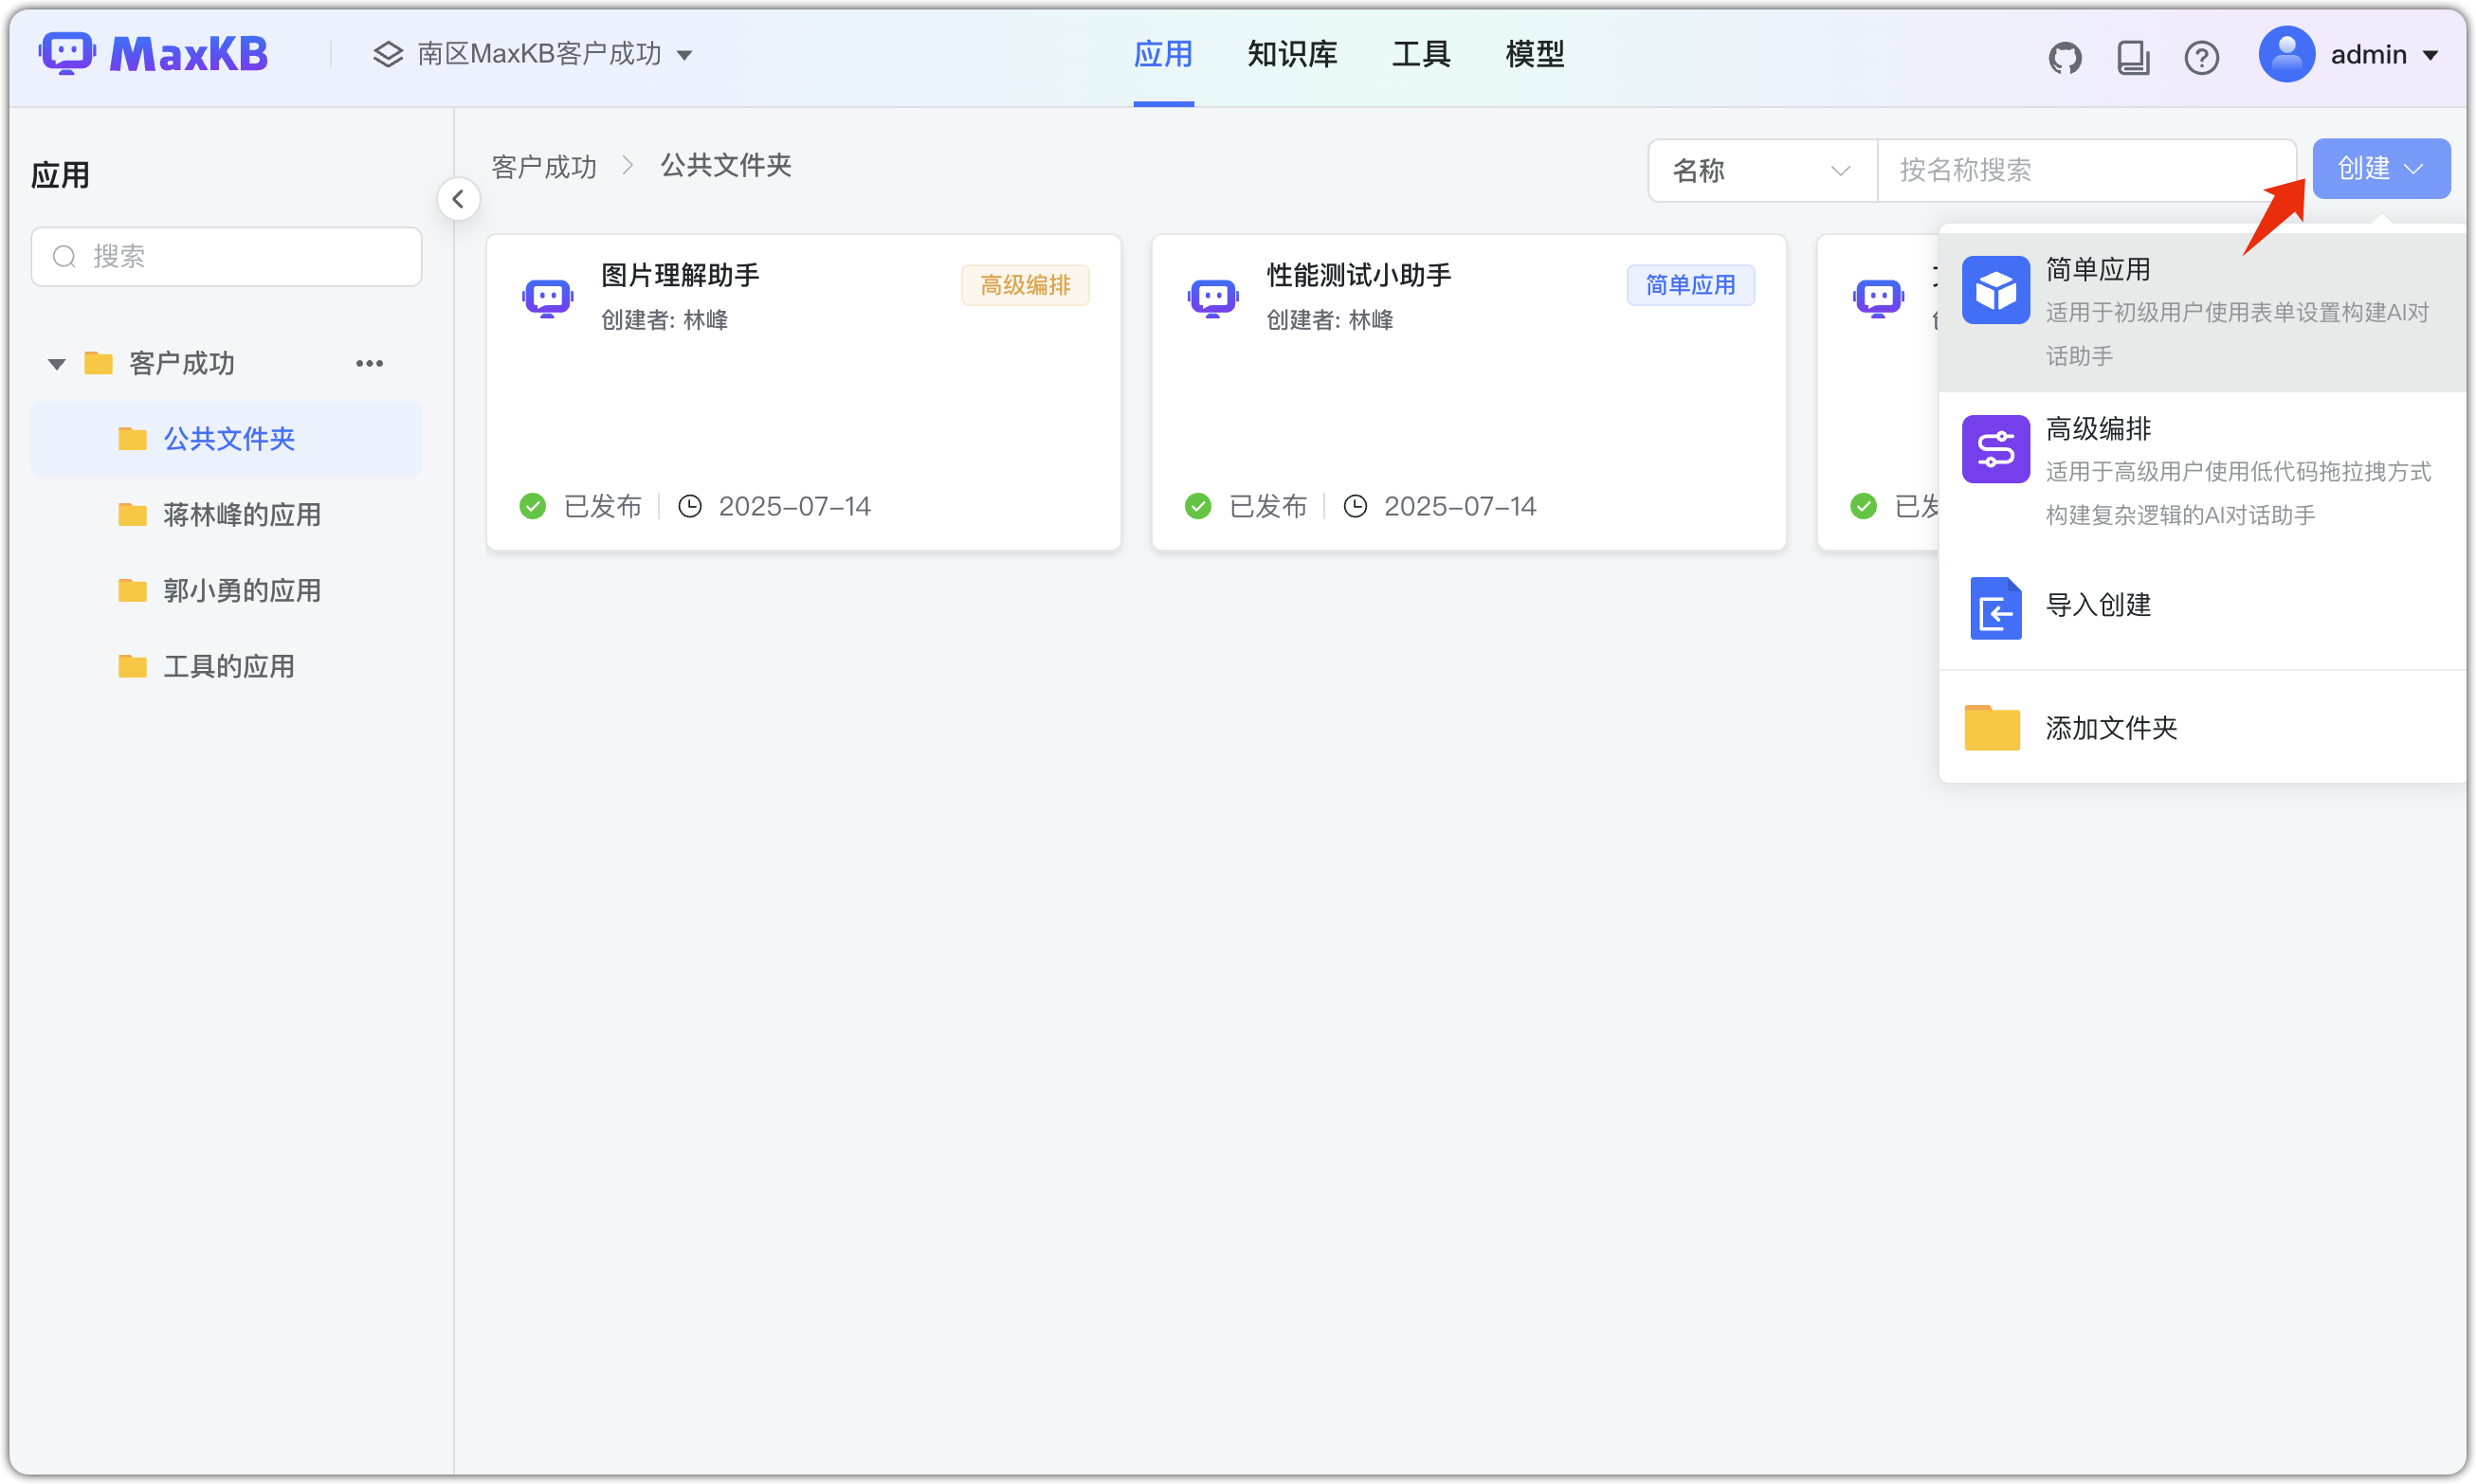 MaxKB
南区MaxKB客户成功
应用
知识库
工具
模型
admin
应用
搜索
客户成功
公共文件夹
蒋林峰的应用
郭小勇的应用
工具的应用
客户成功
公共文件夹
名称
按名称搜索
创建
图片理解助手
高级编排
创建者: 林峰
已发布
2025-07-14
性能测试小助手
简单应用
创建者: 林峰
已发布
2025-07-14
已发
简单应用
适用于初级用户使用表单设置构建AI对
话助手
高级编排
适用于高级用户使用低代码拖拉拽方式
构建复杂逻辑的AI对话助手
导入创建
添加文件夹